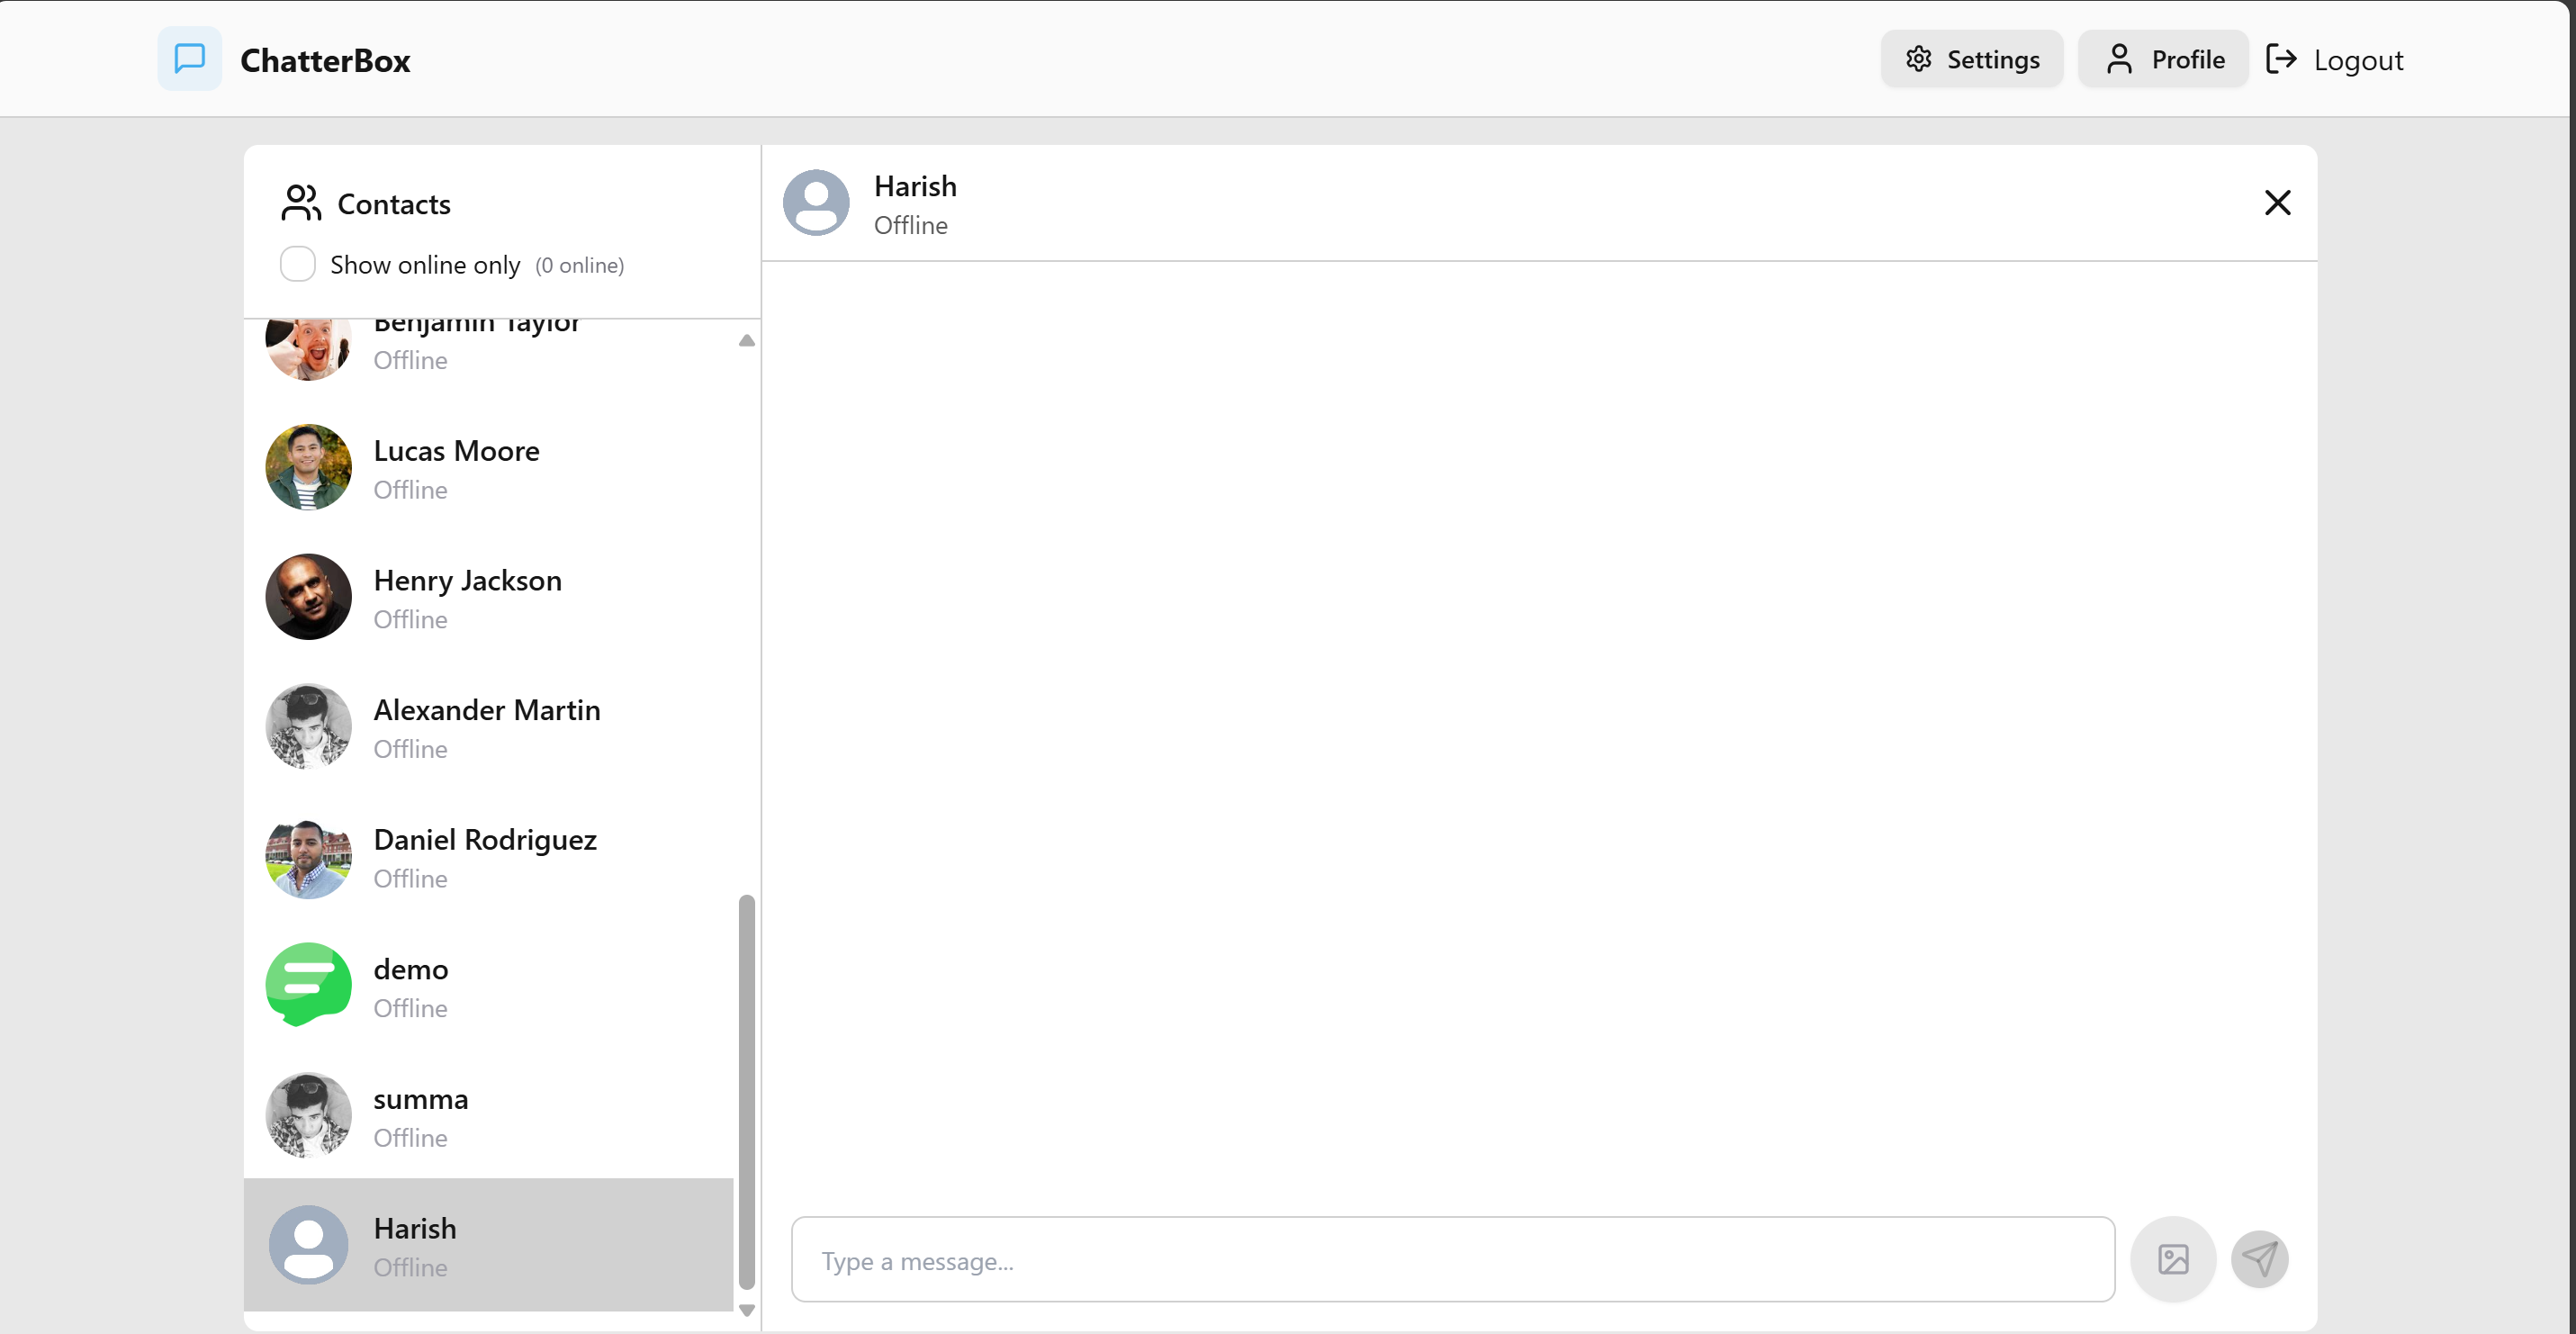 ChatterBox
Settings
Profile
Logout
Contacts
Show online only (0 online)
Benjamin Taylor
Offline
Lucas Moore
Offline
Henry Jackson
Offline
Alexander Martin
Offline
Daniel Rodriguez
Offline
demo
Offline
summa
Offline
Harish
Offline
Harish
Offline
Type a message...